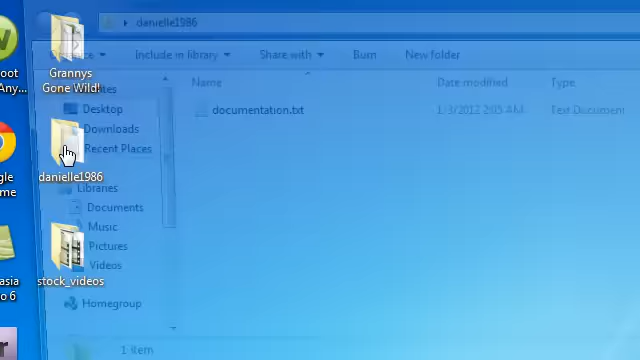 danielle1986
Include in library
Share with
Burn
New folder
oot
Any...
Grannys
Gone Wild!
Name
Date modified
Type
Desktop
documentation.txt
1/3/2012 2:05 AM
Text Document
Downloads
Recent Places
gle
me
danielle1986
Libraries
Documents
Music
Pictures
Videos
asia
o 6
stock_videos
Homegroup
1 item